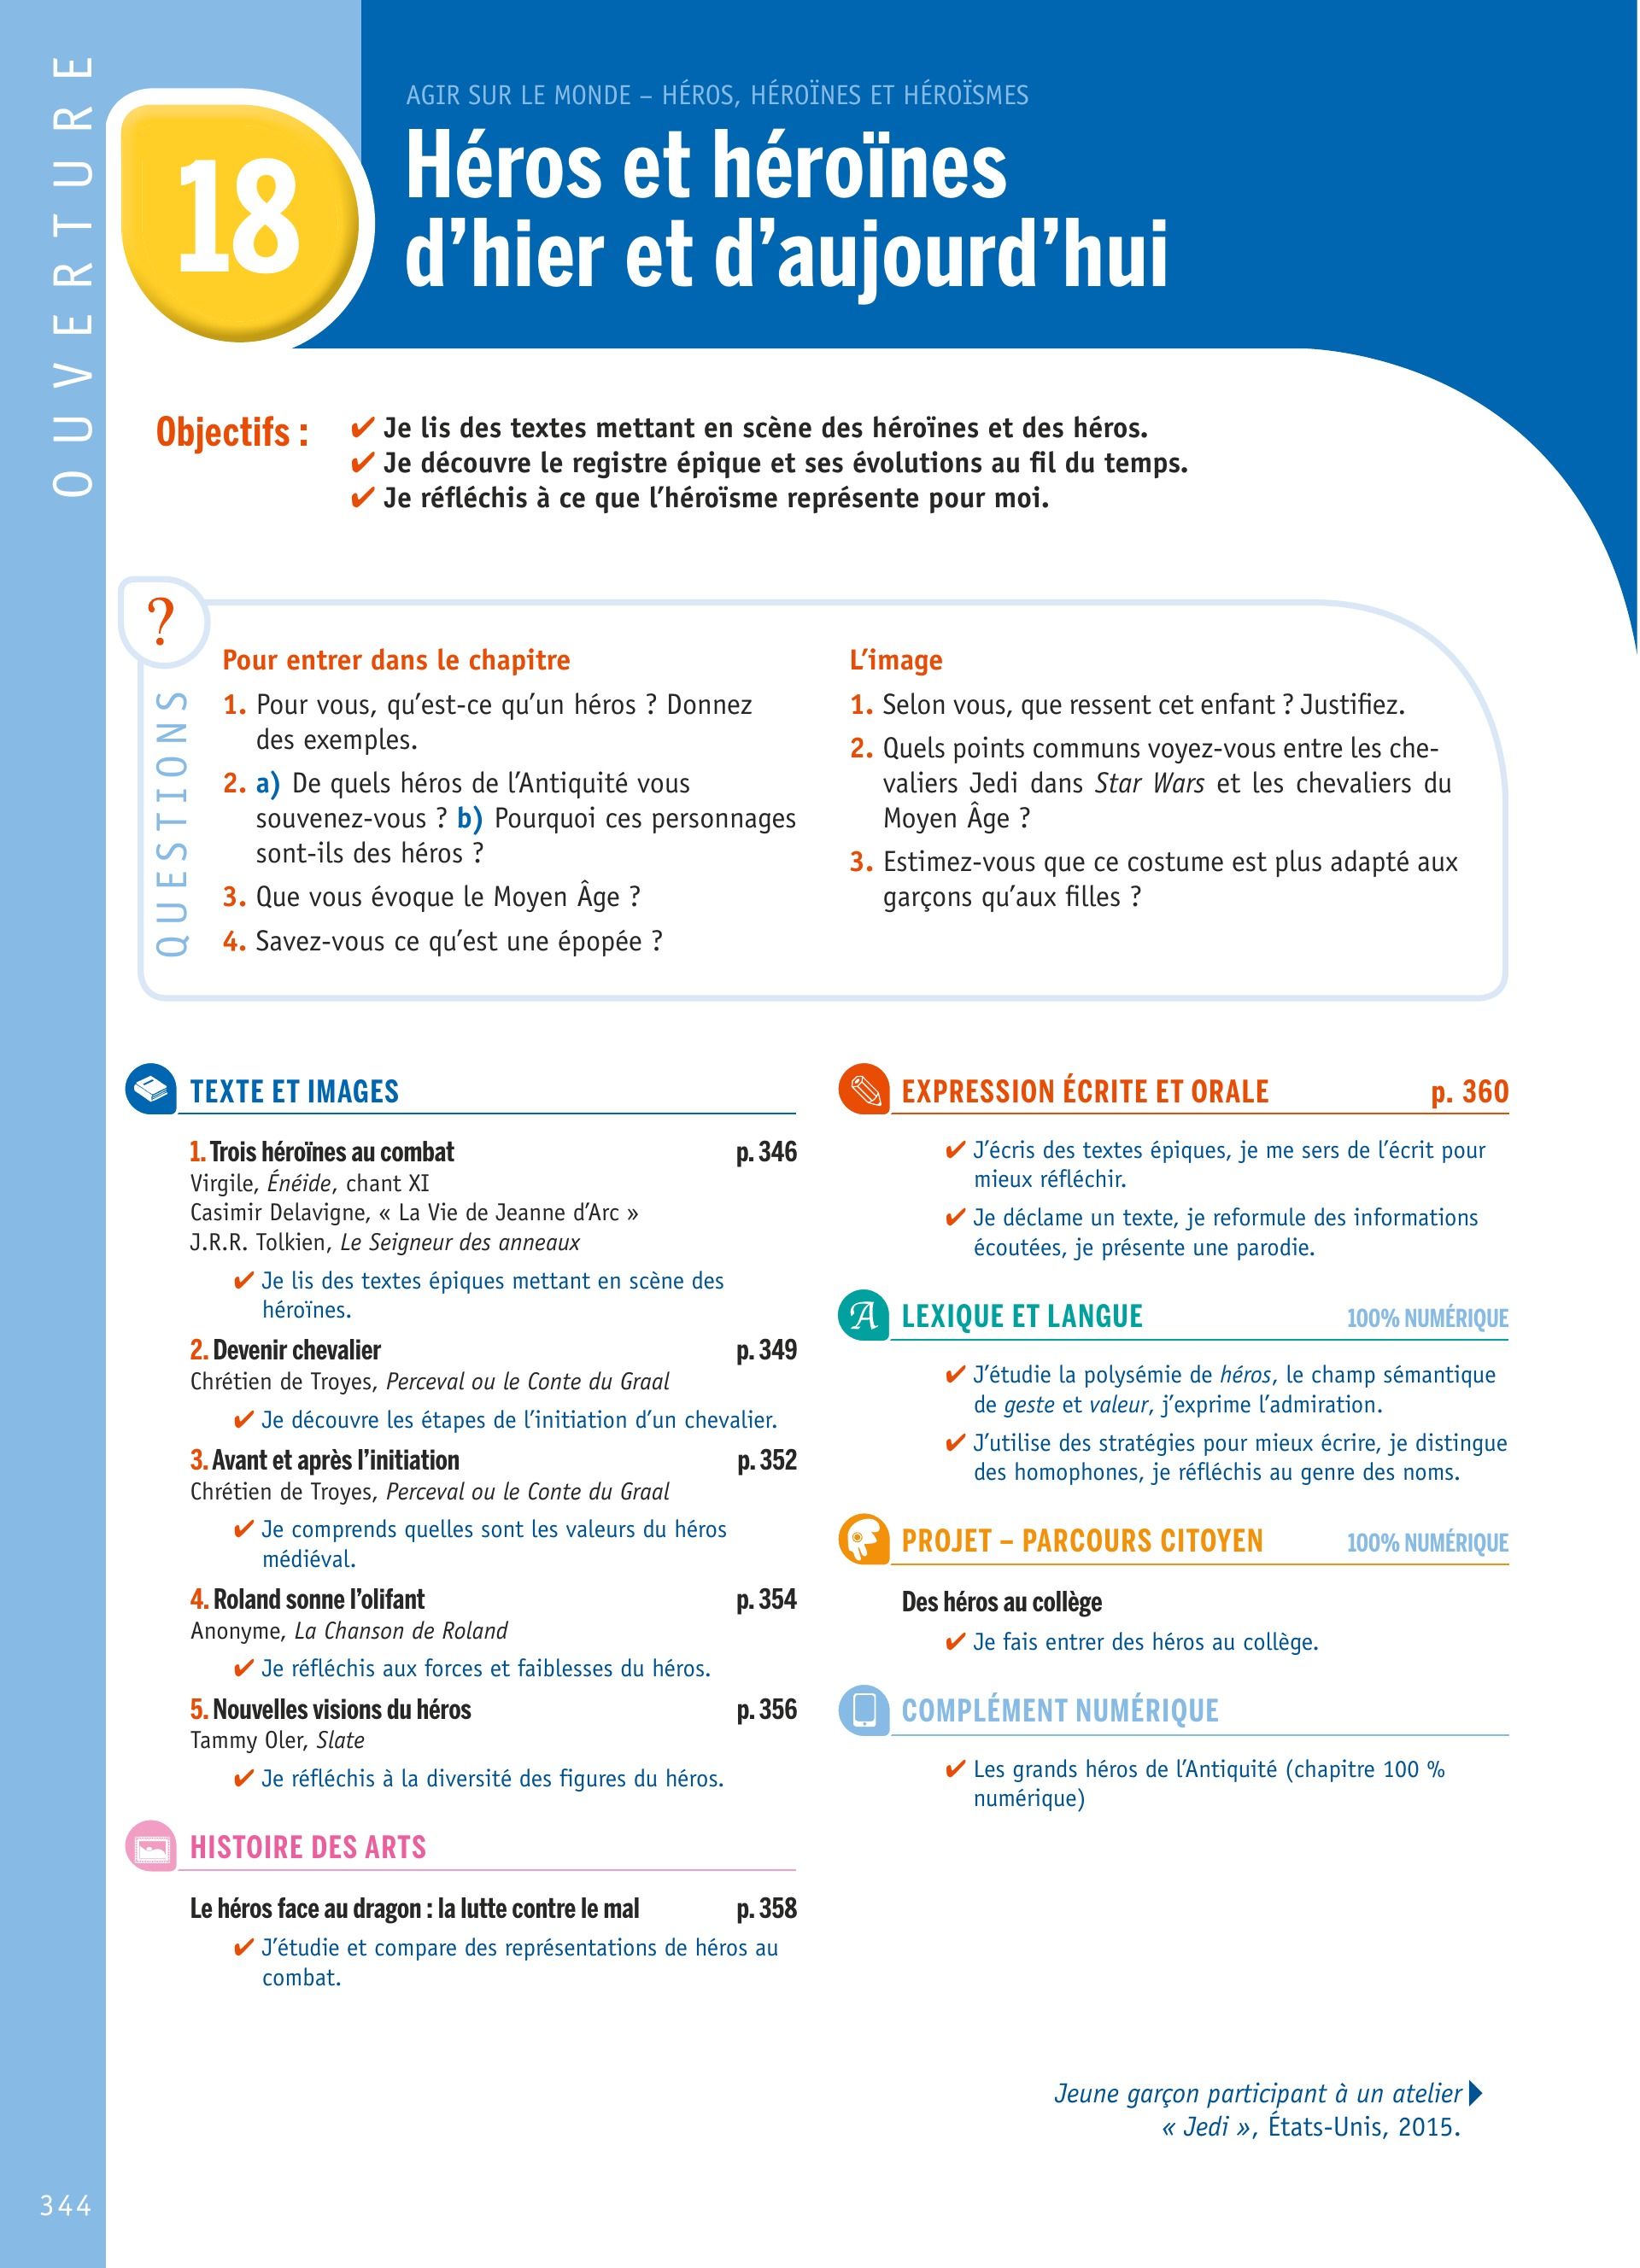 OUVERTURE
18
AGIR SUR LE MONDE – HÉROS, HÉROÏNES ET HÉROÏSMES
Héros et héroïnes
d’hier et d’aujourd’hui
Objectifs :
✔ Je lis des textes mettant en scène des héroïnes et des héros.
✔ Je découvre le registre épique et ses évolutions au fil du temps.
✔ Je réfléchis à ce que l’héroïsme représente pour moi.
?
QUESTIONS
Pour entrer dans le chapitre
1. Pour vous, qu’est-ce qu’un héros ? Donnez
des exemples.
2. a) De quels héros de l’Antiquité vous
souvenez-vous ? b) Pourquoi ces personnages
sont-ils des héros ?
3. Que vous évoque le Moyen Âge ?
4. Savez-vous ce qu’est une épopée ?
L’image
1. Selon vous, que ressent cet enfant ? Justifiez.
2. Quels points communs voyez-vous entre les che-
valiers Jedi dans Star Wars et les chevaliers du
Moyen Âge ?
3. Estimez-vous que ce costume est plus adapté aux
garçons qu’aux filles ?
TEXTE ET IMAGES
1. Trois héroïnes au combat p. 346
Virgile, Énéide, chant XI
Casimir Delavigne, « La Vie de Jeanne d’Arc »
J.R.R. Tolkien, Le Seigneur des anneaux
✔ Je lis des textes épiques mettant en scène des
héroïnes.
2. Devenir chevalier p. 349
Chrétien de Troyes, Perceval ou le Conte du Graal
✔ Je découvre les étapes de l’initiation d’un chevalier.
3. Avant et après l’initiation p. 352
Chrétien de Troyes, Perceval ou le Conte du Graal
✔ Je comprends quelles sont les valeurs du héros
médiéval.
4. Roland sonne l’olifant p. 354
Anonyme, La Chanson de Roland
✔ Je réfléchis aux forces et faiblesses du héros.
5. Nouvelles visions du héros p. 356
Tammy Oler, Slate
✔ Je réfléchis à la diversité des figures du héros.
HISTOIRE DES ARTS
Le héros face au dragon : la lutte contre le mal p. 358
✔ J’étudie et compare des représentations de héros au
combat.
EXPRESSION ÉCRITE ET ORALE p. 360
✔ J’écris des textes épiques, je me sers de l’écrit pour
mieux réfléchir.
✔ Je déclame un texte, je reformule des informations
écoutées, je présente une parodie.
A LEXIQUE ET LANGUE 100% NUMÉRIQUE
✔ J’étudie la polysémie de héros, le champ sémantique
de geste et valeur, j’exprime l’admiration.
✔ J’utilise des stratégies pour mieux écrire, je distingue
des homophones, je réfléchis au genre des noms.
PROJET – PARCOURS CITOYEN 100% NUMÉRIQUE
Des héros au collège
✔ Je fais entrer des héros au collège.
COMPLÉMENT NUMÉRIQUE
✔ Les grands héros de l’Antiquité (chapitre 100 %
numérique)
Jeune garçon participant à un atelier
« Jedi », États-Unis, 2015.
344